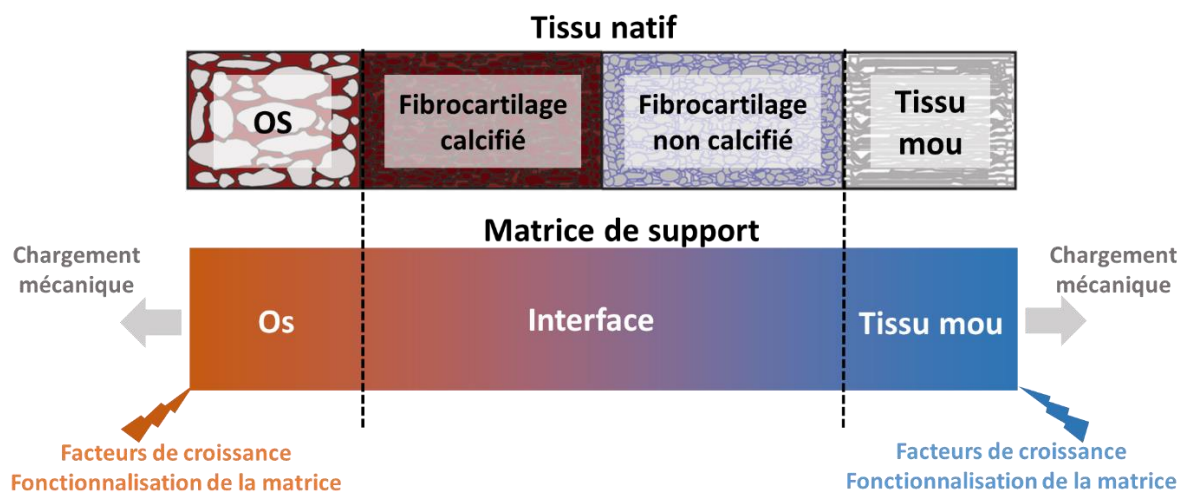 Tissu natif
OS
Fibrocartilage
calcifié
Fibrocartilage
non calcifié
Tissu
mou
Matrice de support
Chargement
mécanique
Os
Interface
Tissu mou
Chargement
mécanique
Facteurs de croissance
Fonctionnalisation de la matrice
Facteurs de croissance
Fonctionnalisation de la matrice